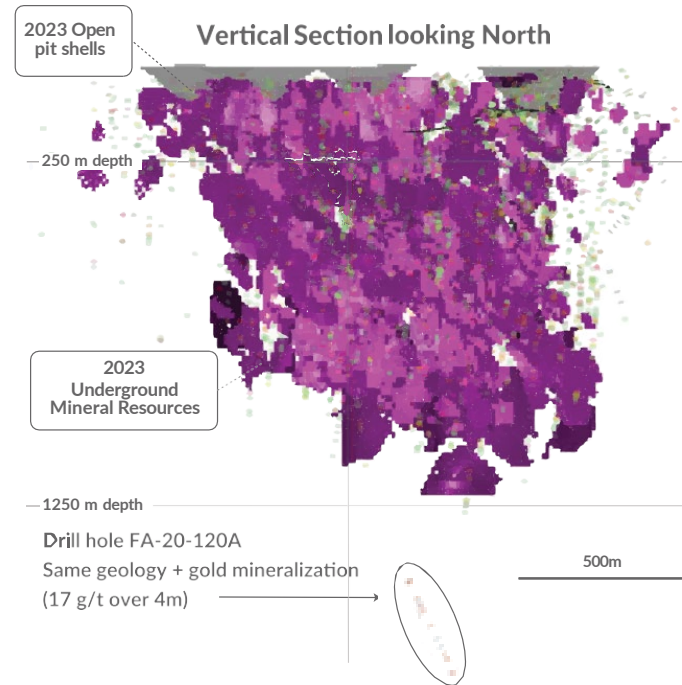 2023 Open
pit shells
Vertical Section looking North
250 m depth
2023
Underground
Mineral Resources
1250 m depth
Drill hole FA-20-120A
Same geology + gold mineralization
(17 g/t over 4m)
500m